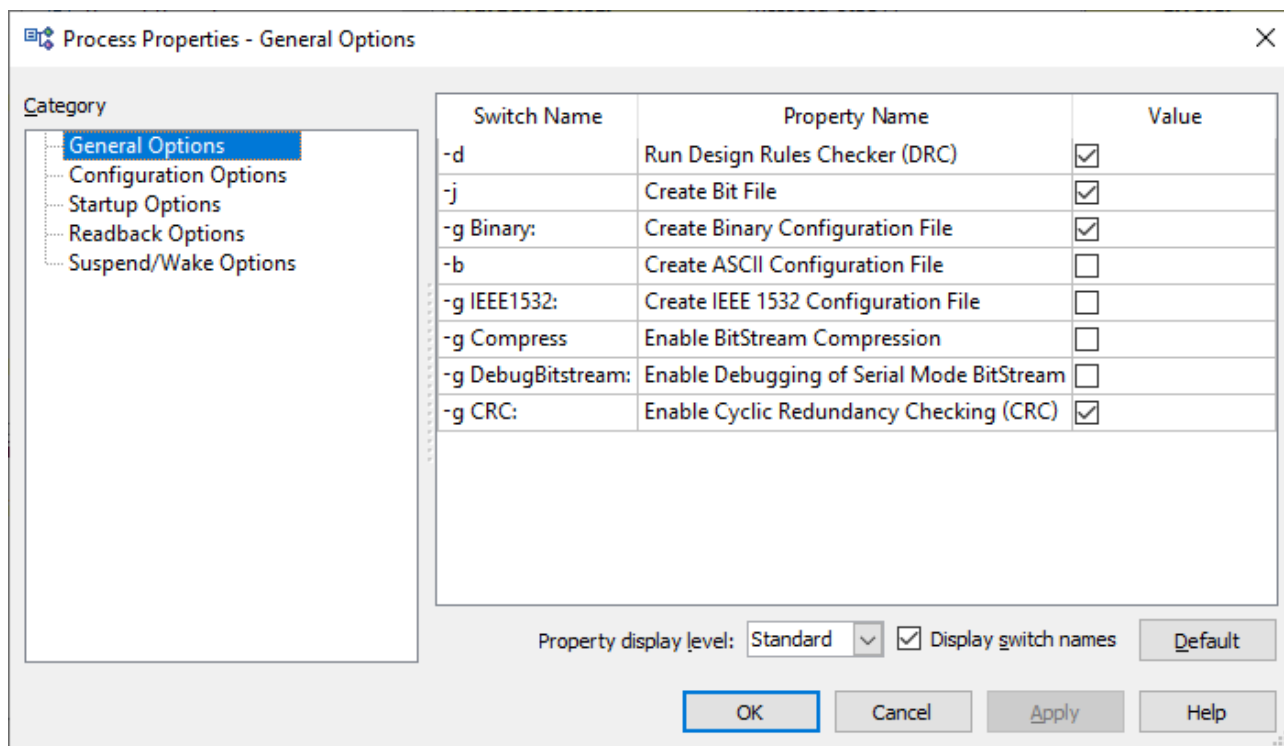 Process Properties - General Options
Category
General Options
Configuration Options
Startup Options
Readback Options
Suspend/Wake Options
Switch Name Property Name Value
-d Run Design Rules Checker (DRC)
-j Create Bit File
-g Binary: Create Binary Configuration File
-b Create ASCII Configuration File
-g IEEE1532: Create IEEE 1532 Configuration File
-g Compress Enable BitStream Compression
-g DebugBitstream: Enable Debugging of Serial Mode BitStream
-g CRC: Enable Cyclic Redundancy Checking (CRC)
Property display level: Standard Display switch names Default
OK Cancel Apply Help